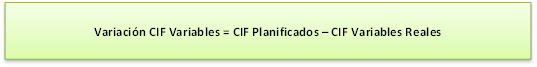 Variación CIF Variables = CIF Planificados – CIF Variables Reales